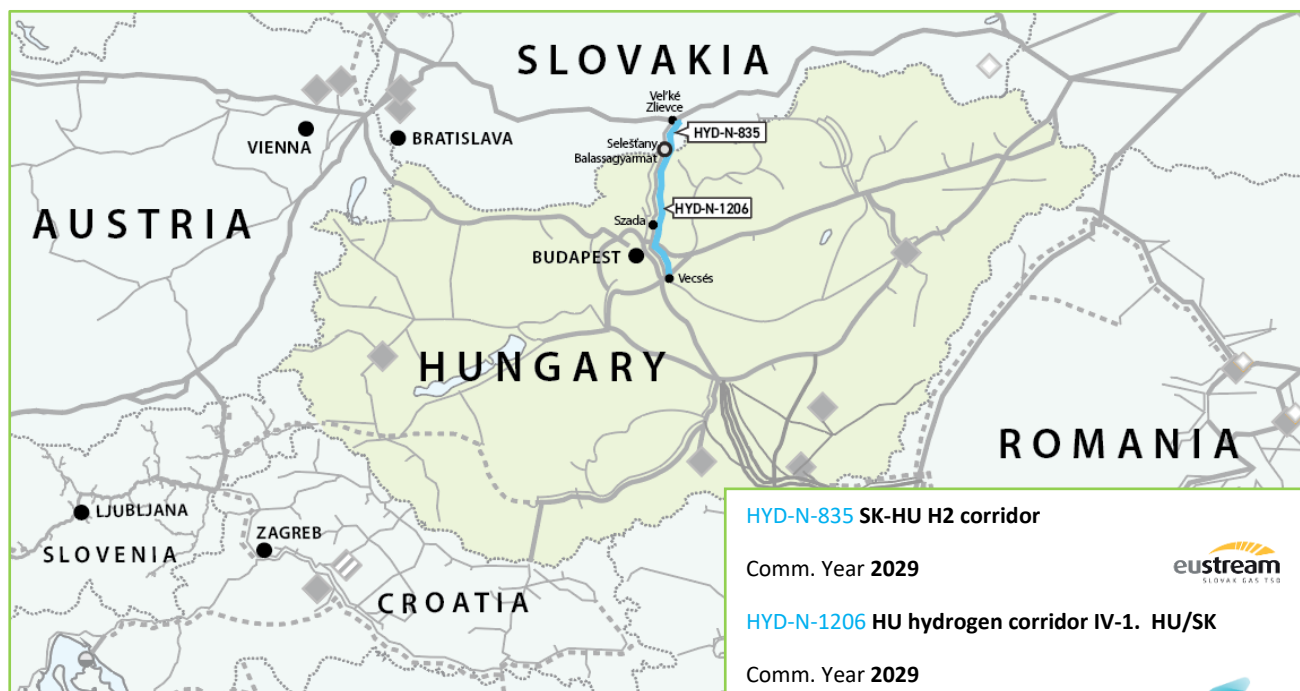 SLOVAKIA
Veľké
Zlievce
HYD-N-835
VIENNA
BRATISLAVA
Selešťany
Balassagyarmat
AUSTRIA
HYD-N-1206
Szada
BUDAPEST
Vecsés
HUNGARY
ROMANIA
LJUBLJANA
SLOVENIA
ZAGREB
CROATIA
HYD-N-835 SK-HU H2 corridor
Comm. Year 2029
eustream
SLOVAK GAS TSO
HYD-N-1206 HU hydrogen corridor IV-1. HU/SK
Comm. Year 2029